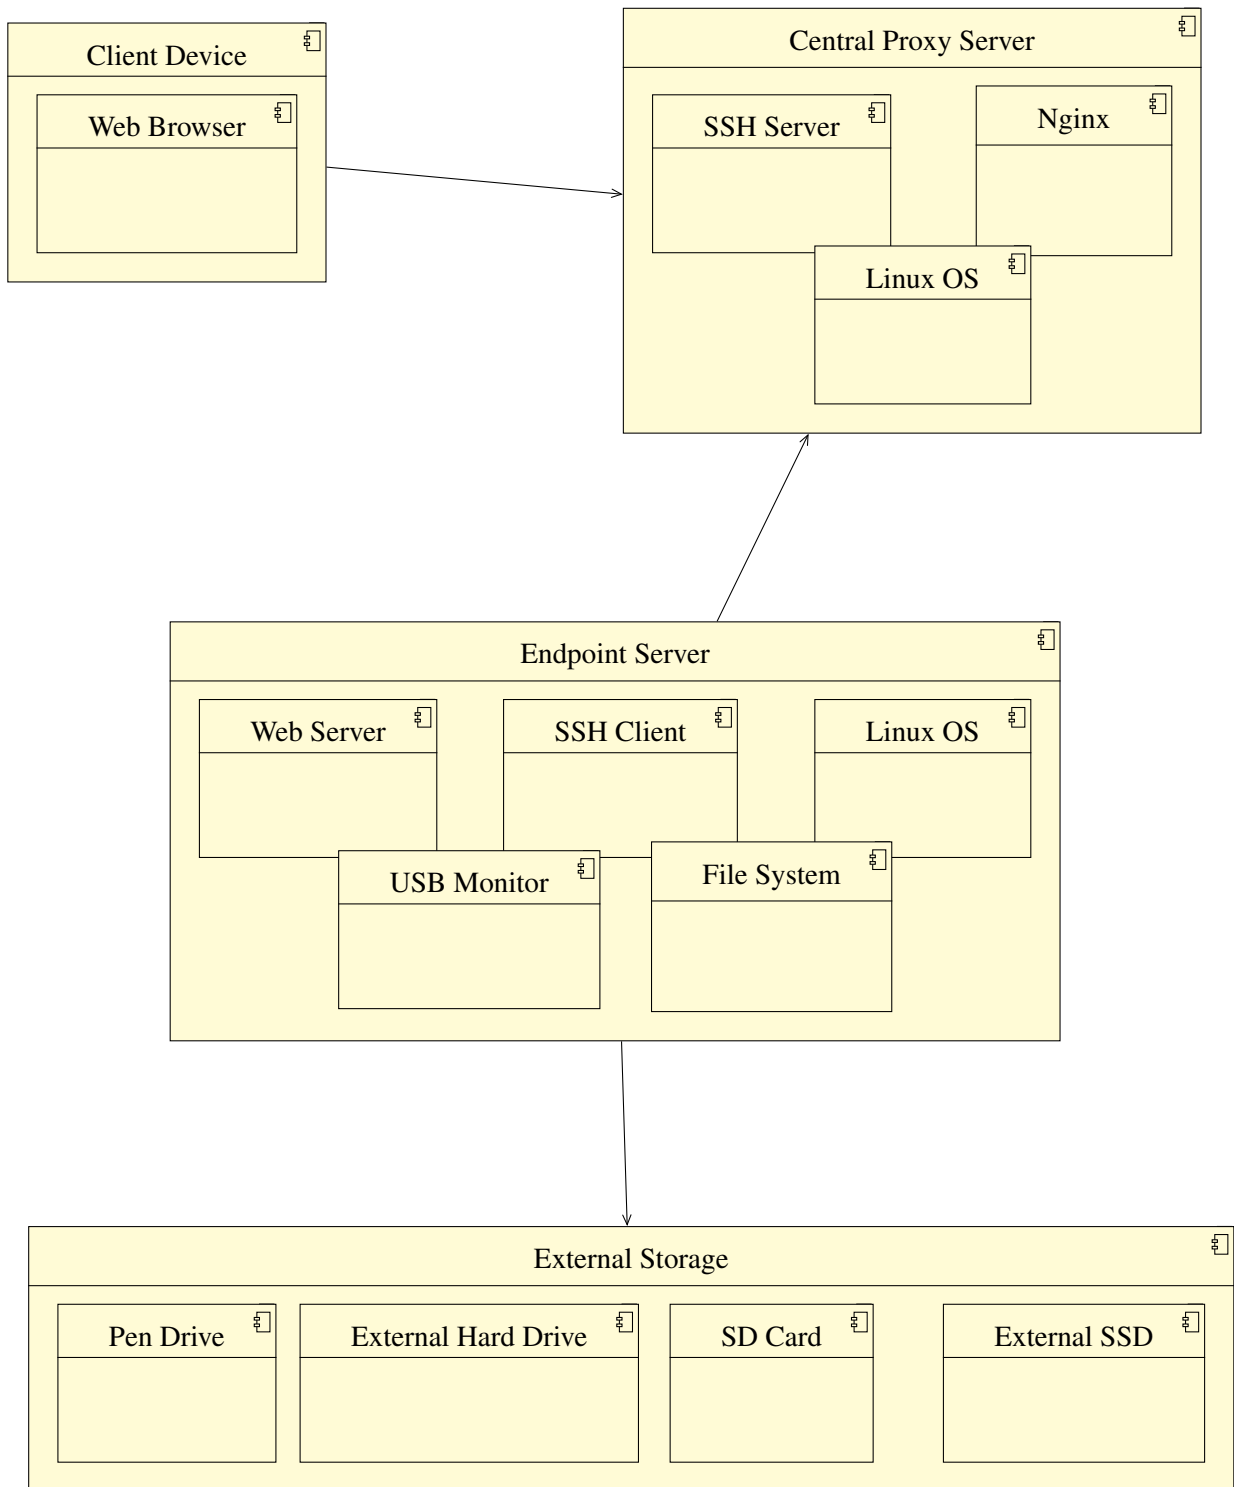 Client Device
Web Browser
Central Proxy Server
SSH Server
Nginx
Linux OS
Endpoint Server
Web Server
SSH Client
Linux OS
USB Monitor
File System
External Storage
Pen Drive
External Hard Drive
SD Card
External SSD